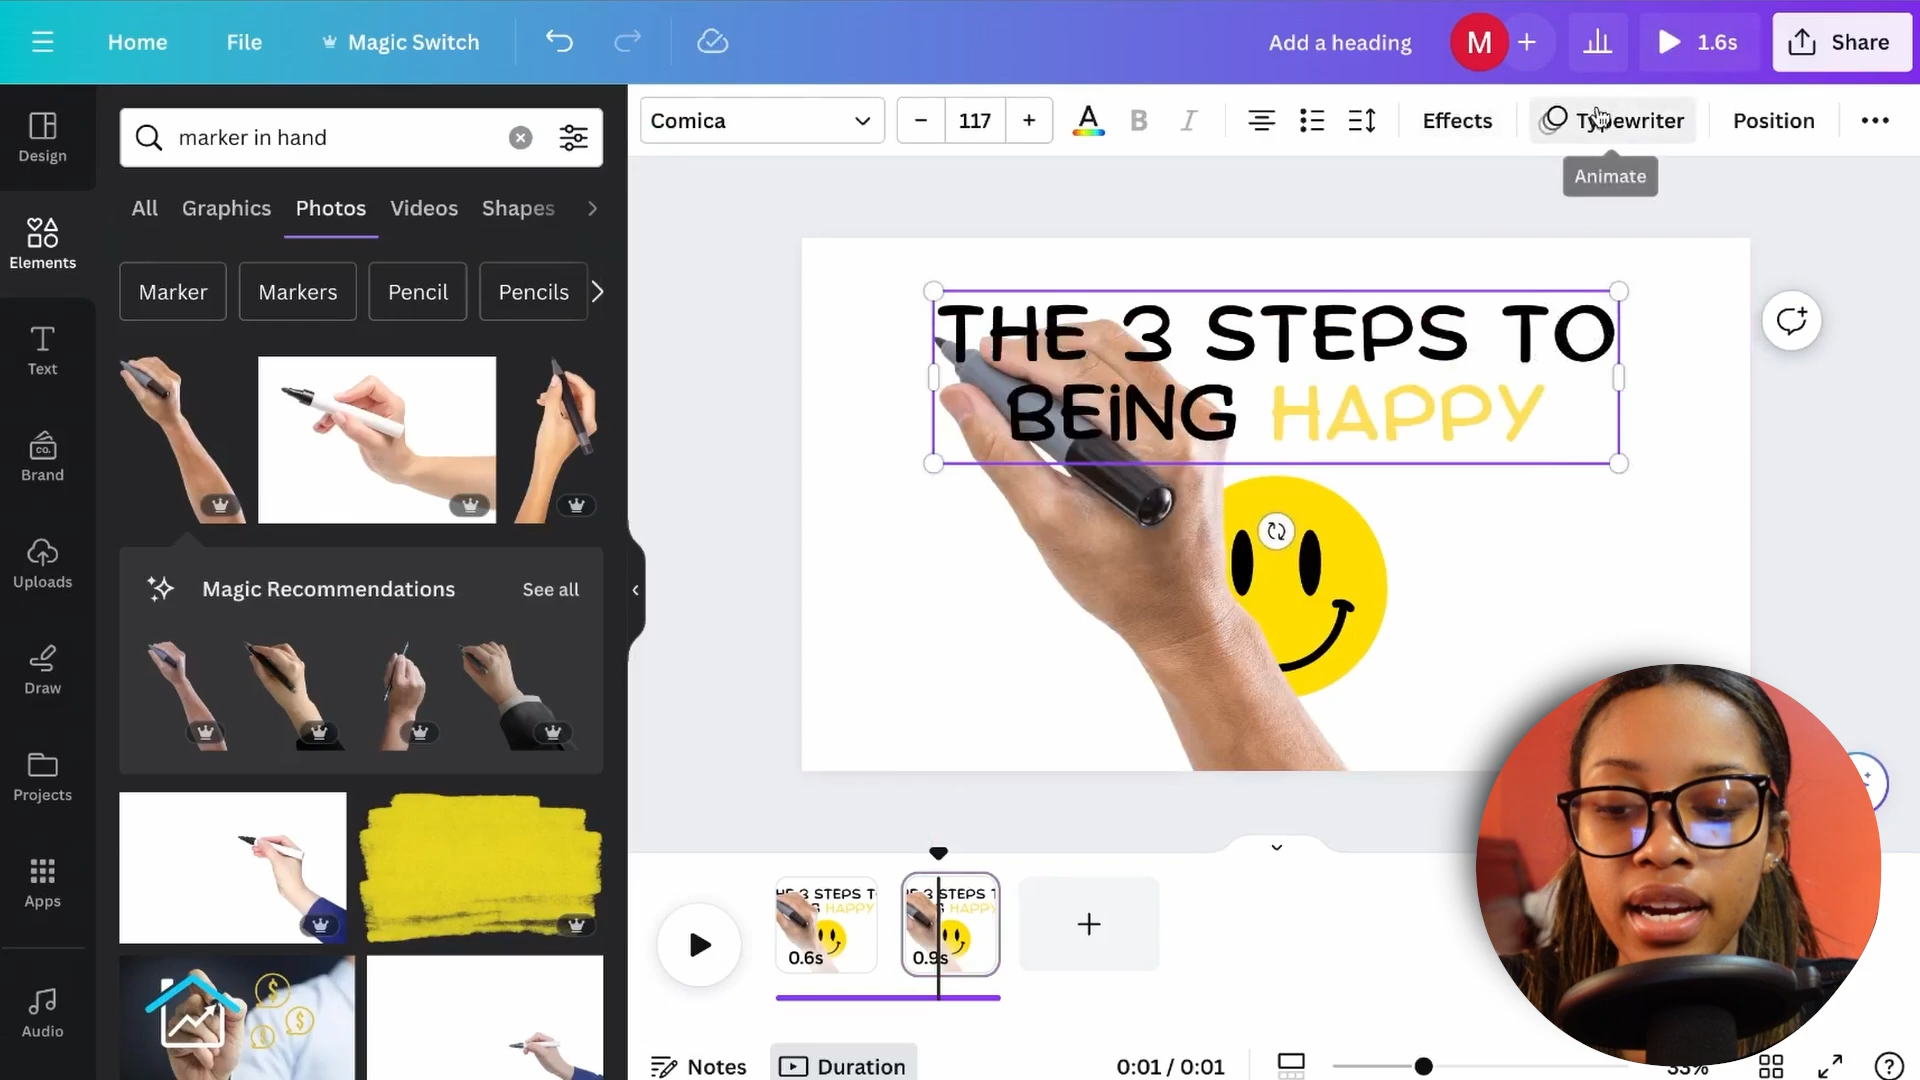 Home
File
Magic Switch
Add a heading
M
1.6s
Share
Design
Elements
Text
Brand
CO.
Uploads
Draw
Projects
Apps
Audio
marker in hand
All
Graphics
Photos
Videos
Shapes
Marker
Markers
Pencil
Pencils
Magic Recommendations
See all
Comica
117
A
B
I
Effects
Typewriter
Position
Animate
THE 3 STEPS TO
BEiNG HAPPY
0.6s
0.9s
Notes
Duration
0:01 / 0:01
33%